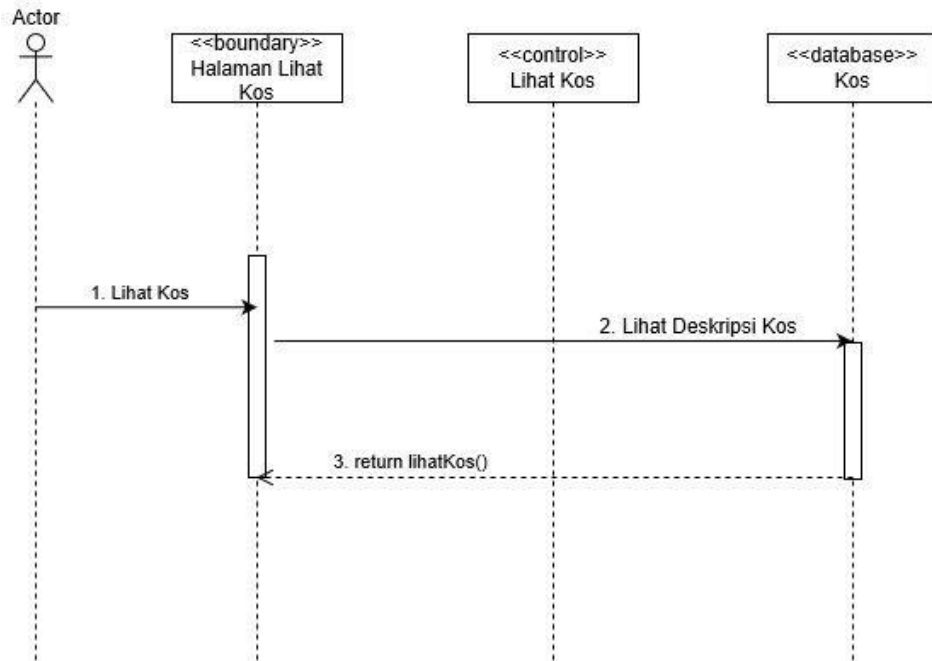 Actor
<<boundary>>
Halaman Lihat
Kos
<<control>>
Lihat Kos
<<database>>
Kos
1. Lihat Kos
2. Lihat Deskripsi Kos
3. return lihatKos()